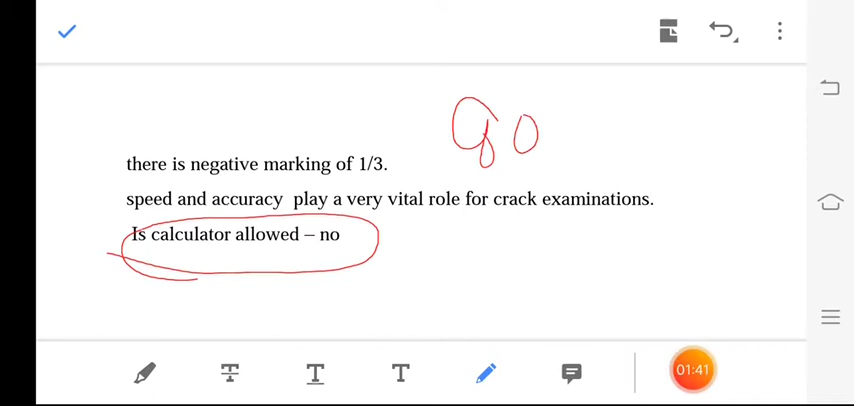 90
there is negative marking of 1/3.
speed and accuracy play a very vital role for crack examinations.
Is calculator allowed – no
T
T
T
01:41